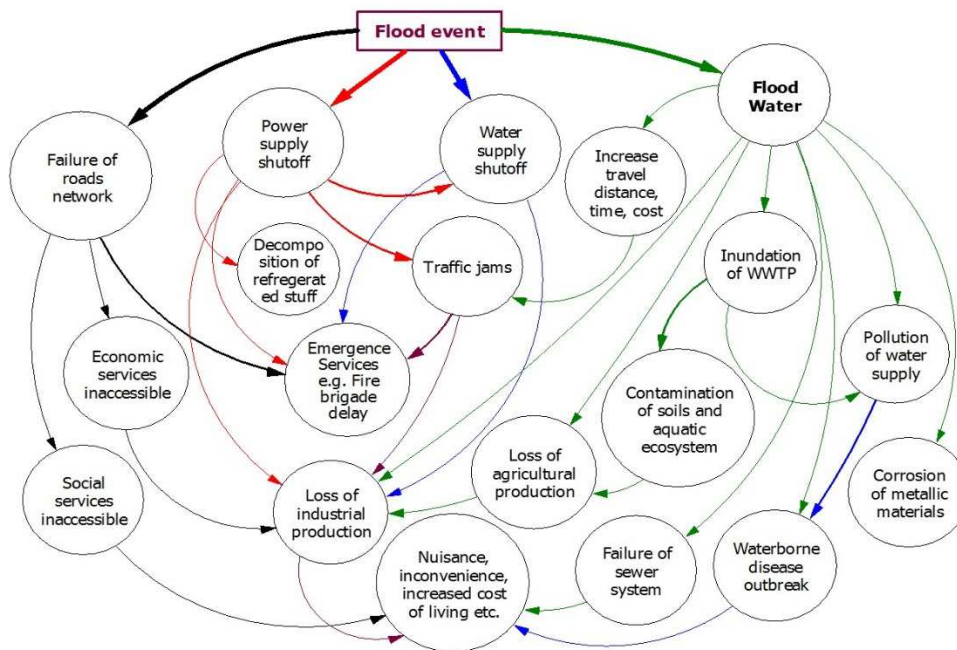 Flood event
Flood
Water
Power
supply
shutoff
Water
supply
shutoff
Failure of
roads
network
Increase
travel
distance,
time, cost
Decompo
sition of
refregerat
ed stuff
Traffic jams
Inundation
of WWTP
Economic
services
inaccessible
Emergence
Services
e.g. Fire
brigade
delay
Pollution
of water
supply
Contamination
of soils and
aquatic
ecosystem
Social
services
inaccessible
Loss of
industrial
production
Loss of
agricultural
production
Corrosion
of metallic
materials
Nuisance,
inconvenience,
increased cost
of living etc.
Failure of
sewer
system
Waterborne
disease
outbreak